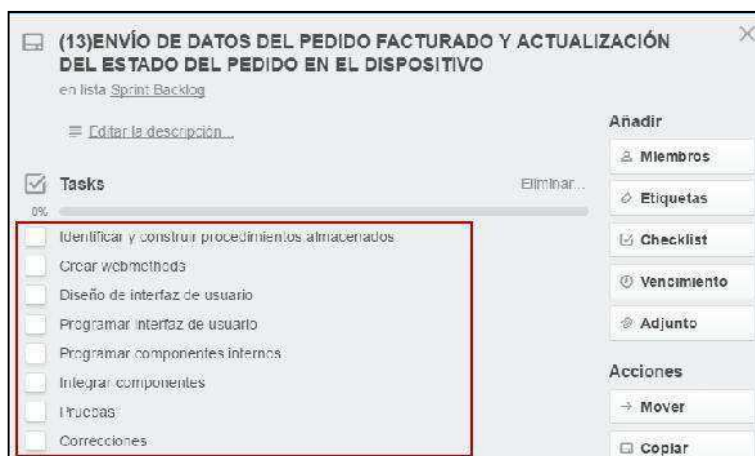 (13)ENVÍO DE DATOS DEL PEDIDO FACTURADO Y ACTUALIZACIÓN
DEL ESTADO DEL PEDIDO EN EL DISPOSITIVO
en lista Sprint Backlog
Editar la descripción...
Tasks
Eliminar...
0%
Identificar y construir procedimientos almacenados
Crear webmethods
Diseño de interfaz de usuario
Programar interfaz de usuario
Programar componentes internos
Integrar componentes
Pruebas
Correcciones
Añadir
Miembros
Etiquetas
Checklist
Vencimiento
Adjunto
Acciones
Mover
Copiar